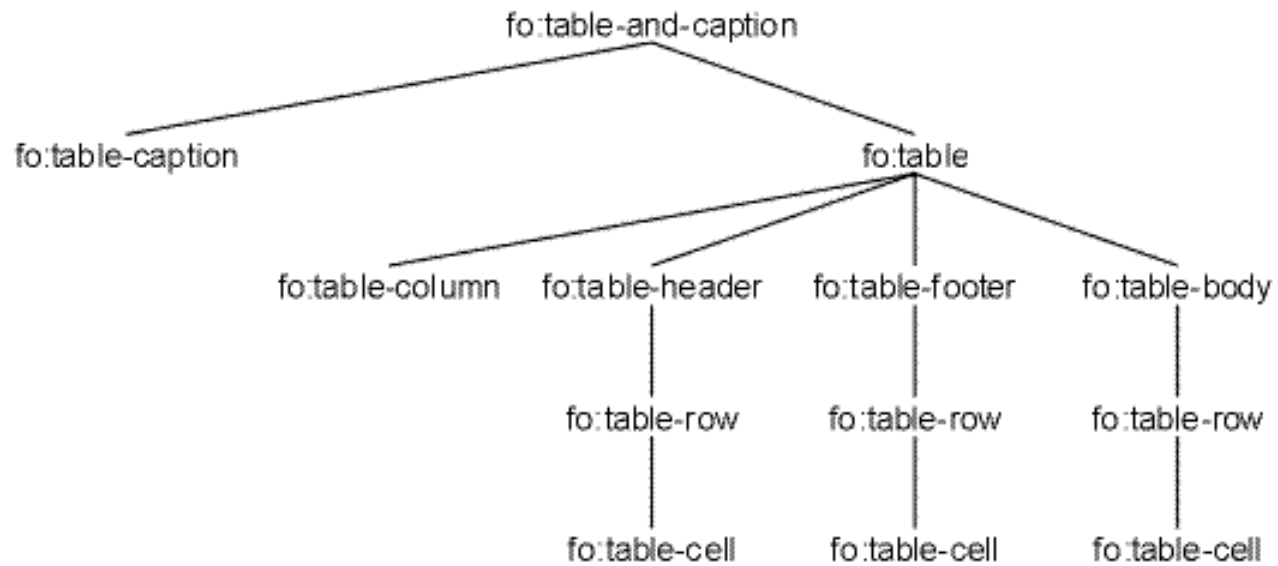 fo:table-and-caption
fo:table-caption fo:table
fo:table-column fo:table-header fo:table-footer fo:table-body
fo:table-row fo:table-row fo:table-row
fo:table-cell fo:table-cell fo:table-cell